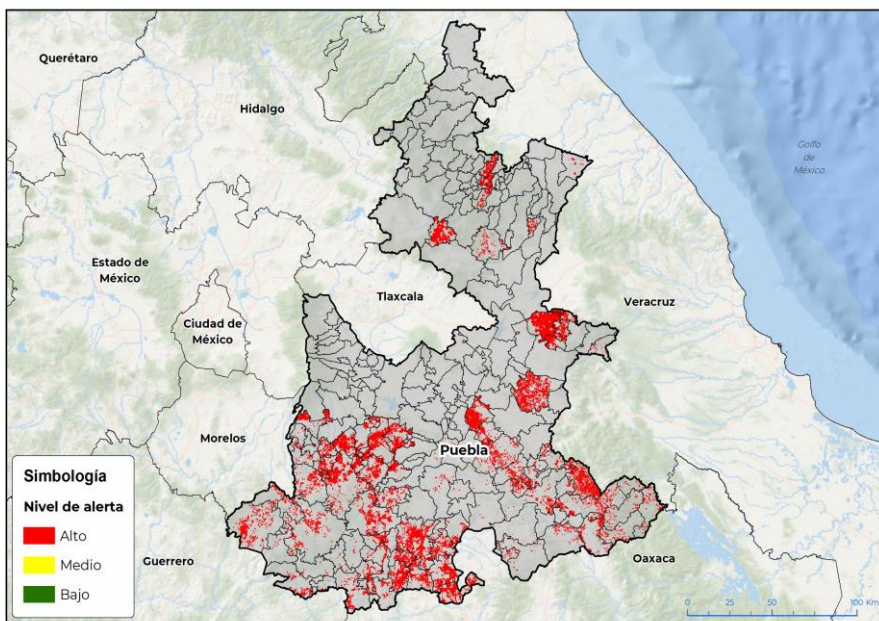 Querétaro
Hidalgo
Golfo
de
México
Estado de
México
Tlaxcala
Veracruz
Ciudad de
México
Morelos
Puebla
Simbología
Nivel de alerta
Alto
Medio
Bajo
Guerrero
Oaxaca
0 25 50 100 Km